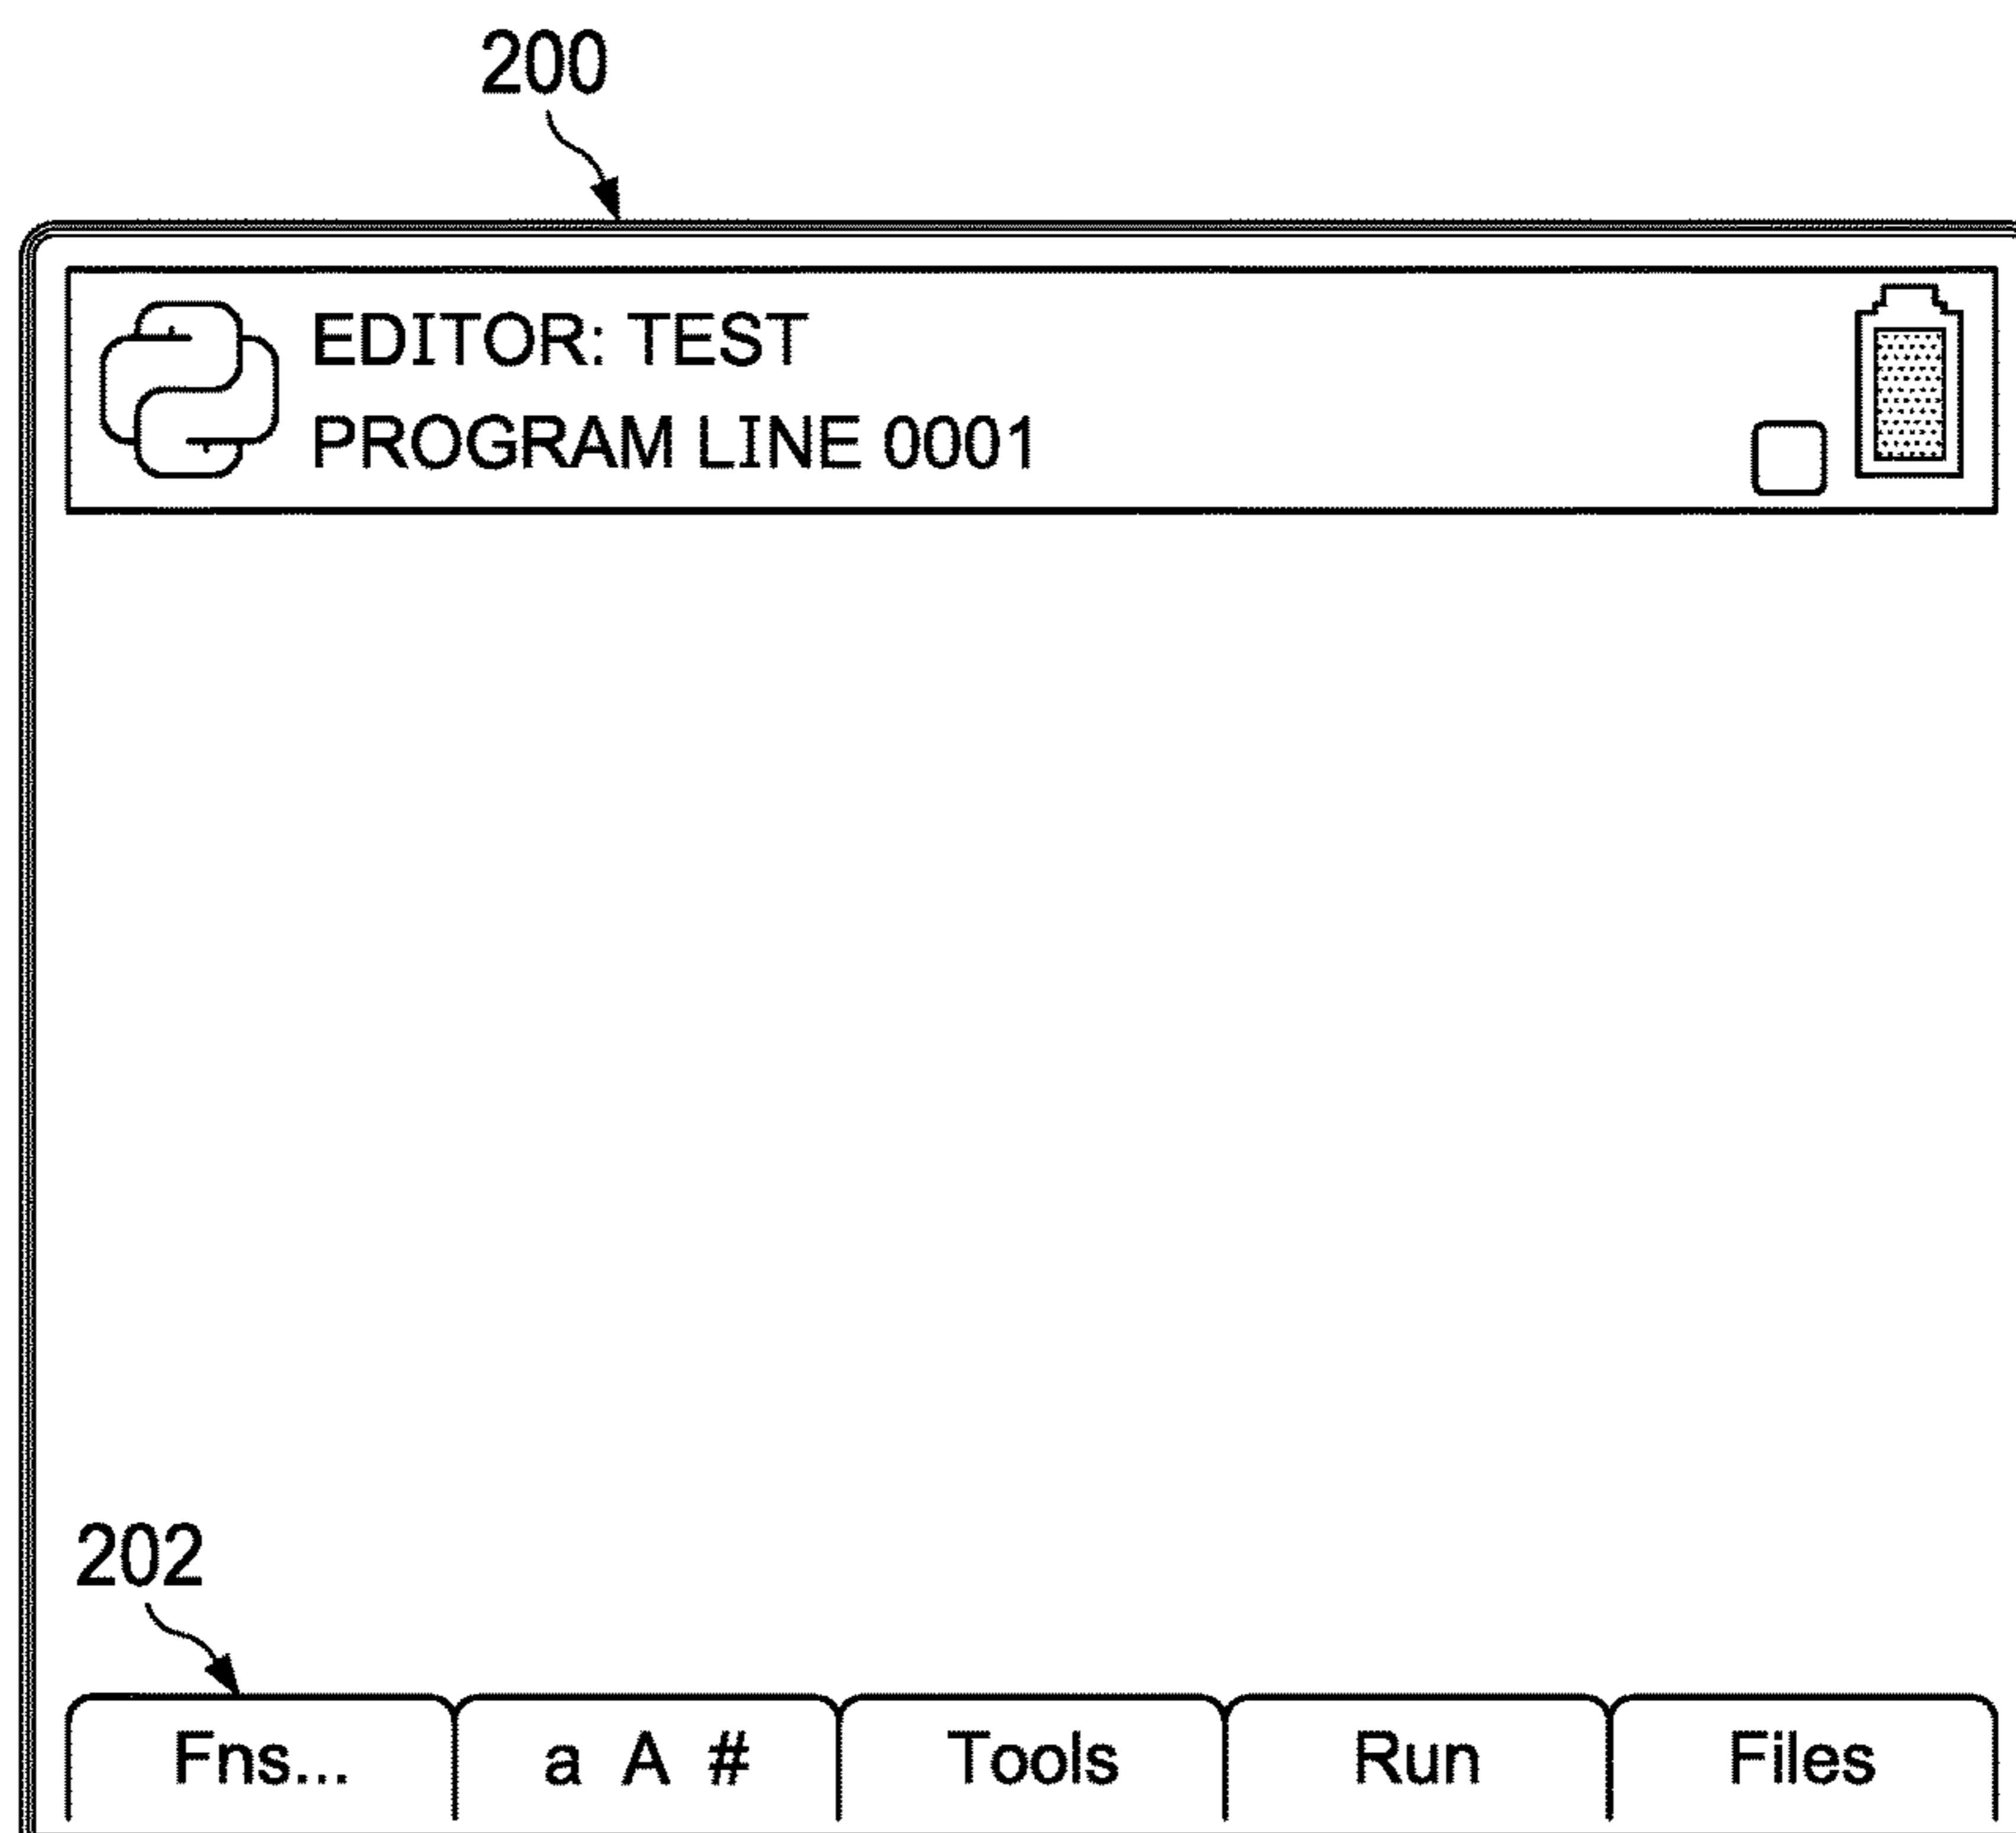 200
EDITOR: TEST
PROGRAM LINE 0001
202
Fns... a A # Tools Run Files